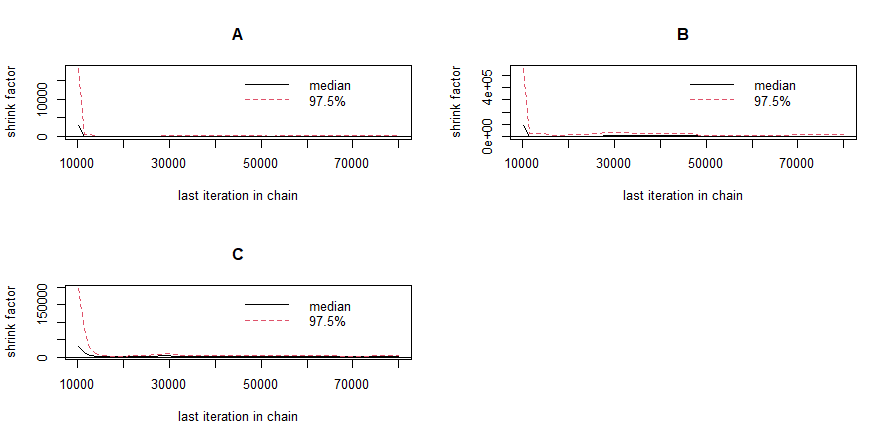 A
shrink factor
0 10000
median
97.5%
10000 30000 50000 70000
last iteration in chain
B
shrink factor
0e+00 4e+05
median
97.5%
10000 30000 50000 70000
last iteration in chain
C
shrink factor
0 150000
median
97.5%
10000 30000 50000 70000
last iteration in chain